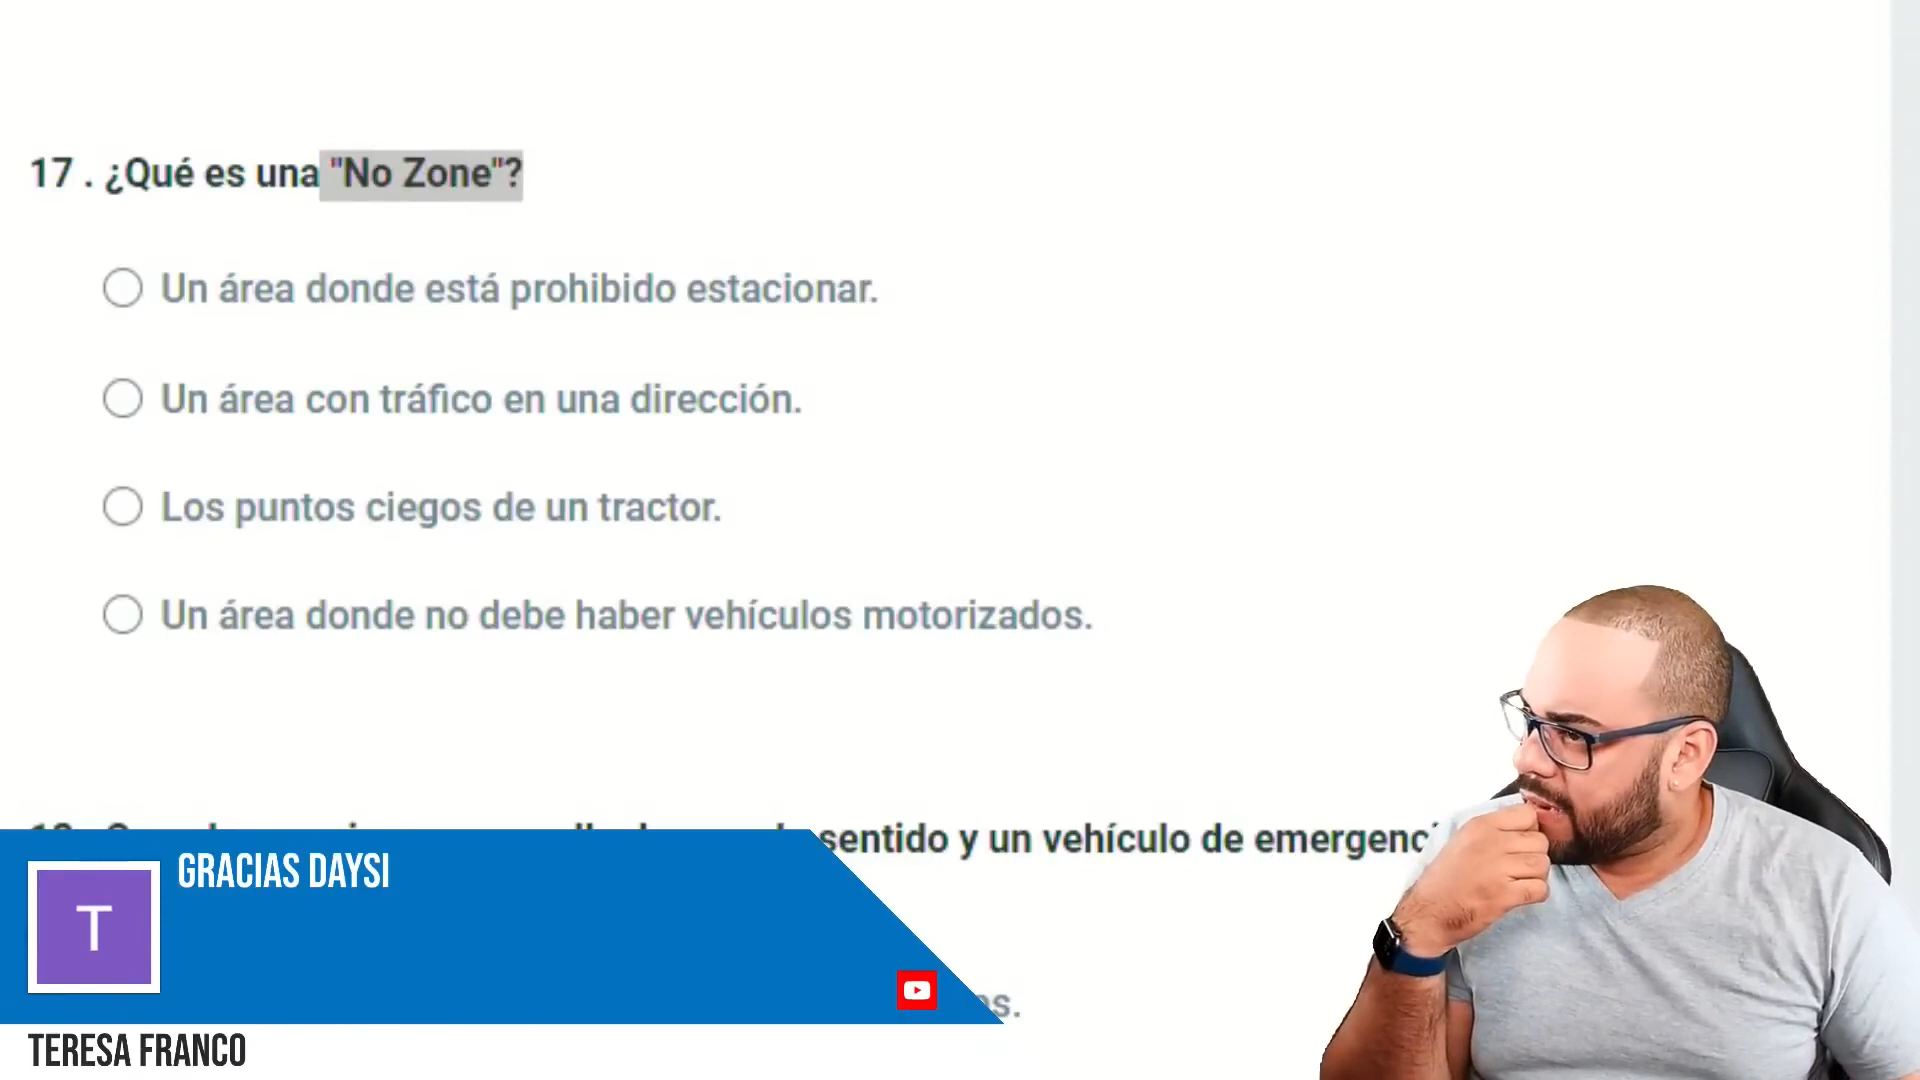 17 . ¿Qué es una "No Zone"?
Un área donde está prohibido estacionar.
Un área con tráfico en una dirección.
Los puntos ciegos de un tractor.
Un área donde no debe haber vehículos motorizados.
sentido y un vehículo de emergenc
GRACIAS DAYSI
T
TERESA FRANCO